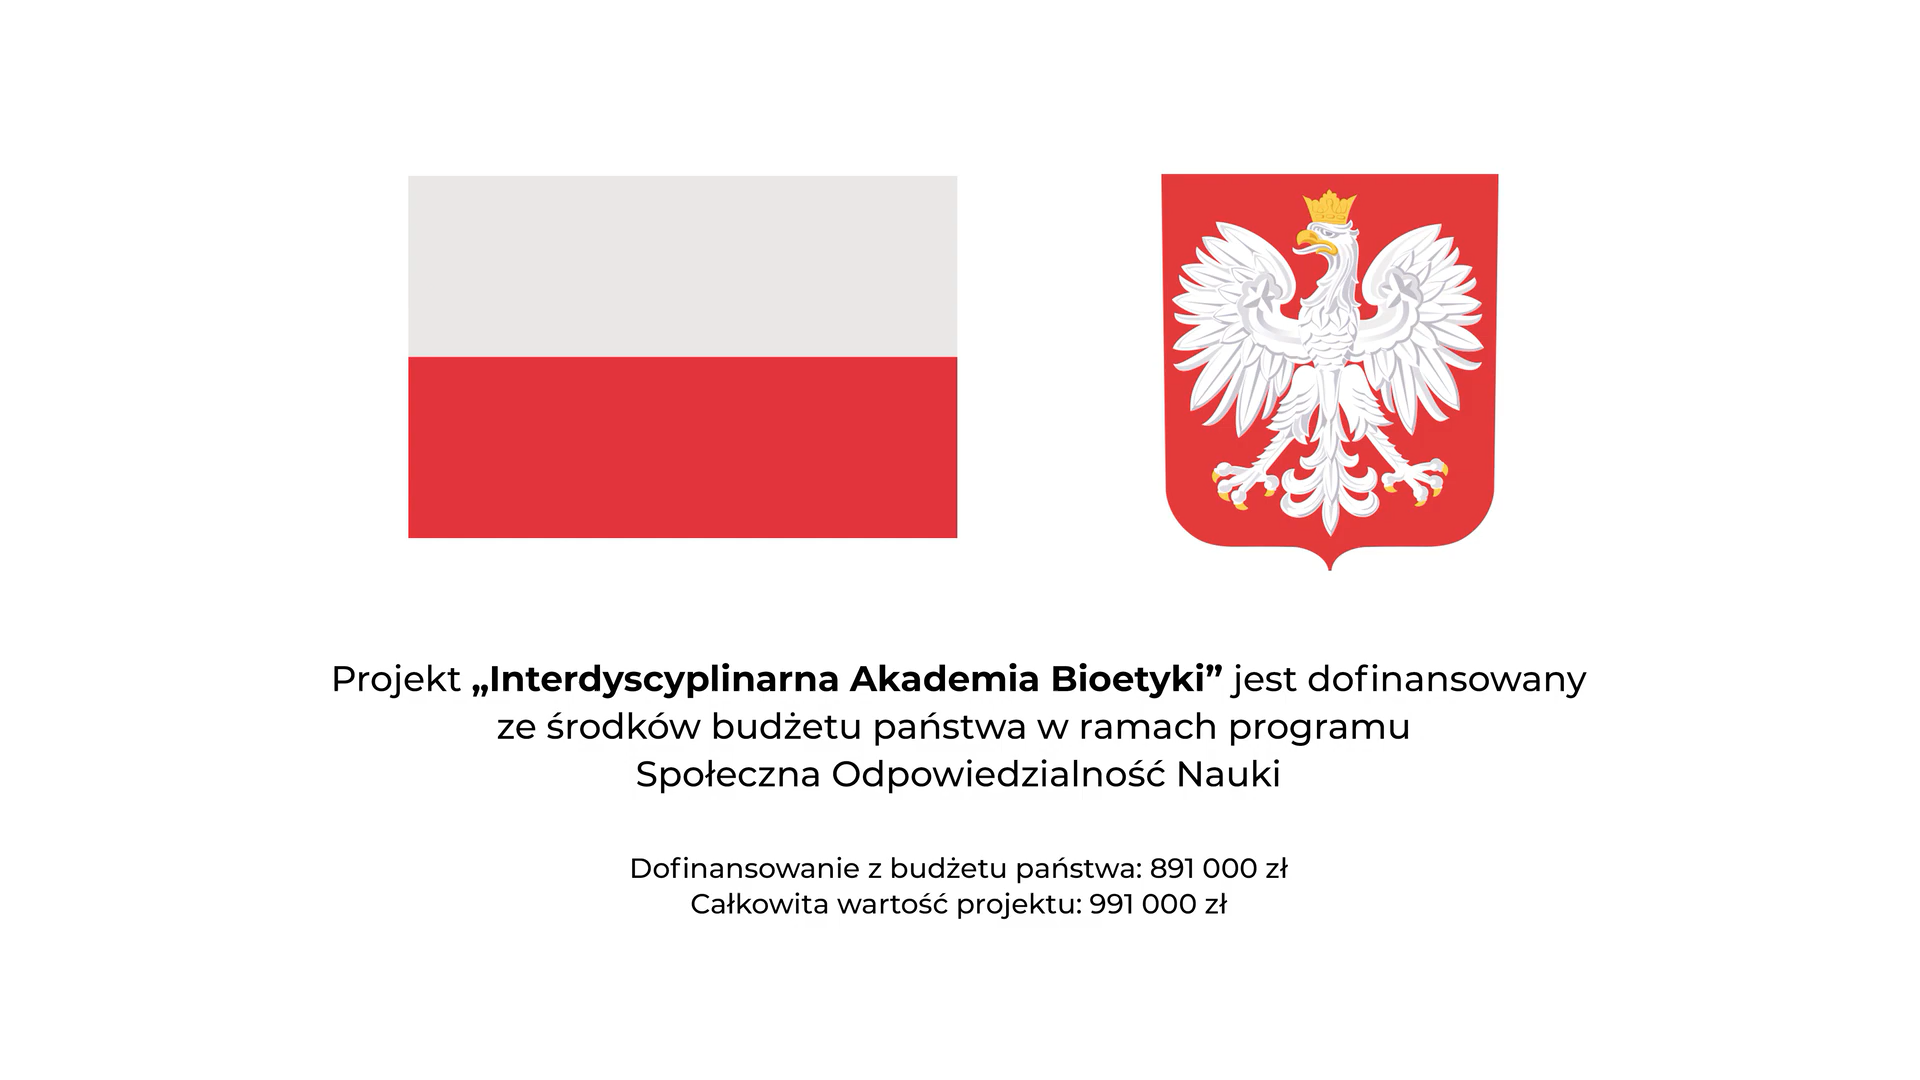 Projekt „Interdyscyplinarna Akademia Bioetyki” jest dofinansowany
ze środków budżetu państwa w ramach programu
Społeczna Odpowiedzialność Nauki
Dofinansowanie z budżetu państwa: 891 000 zł
Całkowita wartość projektu: 991 000 zł